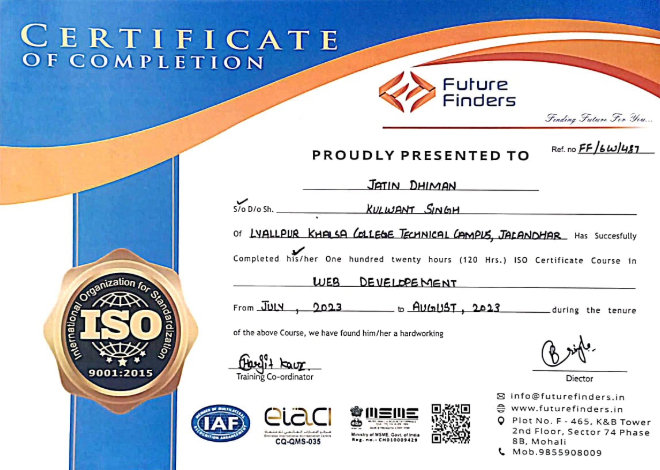 CERTIFICATE
OF COMPLETION
Future
Finders
Finding Future For You...
Ref. no FF/6W/487
PROUDLY PRESENTED TO
JATIN DHIMAN
S/o D/o Sh. KULWANT SINGH
Of LYALLPUR KHALSA COLLEGE TECHNICAL CAMPUS, JALANDHAR Has Succesfully
Completed his/her One hundred twenty hours (120 Hrs.) ISO Certificate Course in
WEB DEVELOPEMENT
From JULY, 2023 to AUGUST, 2023 during the tenure
of the above Course, we have found him/her a hardworking
International Organization for Standardization
ISO
9001:2015
Harjit Kaur
Training Co-ordinator
Diector
IAF
eiaci
CQ-QMS-035
MSME
Ministry of MSME, Govt. of India
Reg. no.- CH010009429
info@futurefinders.in
www.futurefinders.in
Plot No. F - 465, K&B Tower
2nd Floor, Sector 74 Phase
8B, Mohali
Mob.9855908009